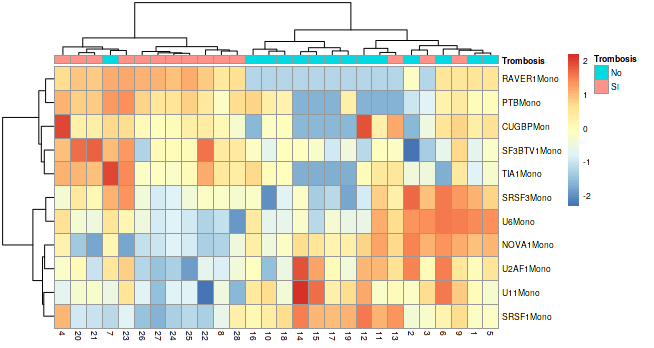 Trombosis
Trombosis
No
SI
2
1
0
-1
-2
RAVER1Mono
PTBMono
CUGBPMon
SF3BTV1Mono
TIA1Mono
SRSF3Mono
U6Mono
NOVA1Mono
U2AF1Mono
U11Mono
SRSF1Mono
4 20 21 7 23 26 27 24 25 22 8 28 16 10 18 14 15 17 19 12 11 13 2 3 6 9 1 5